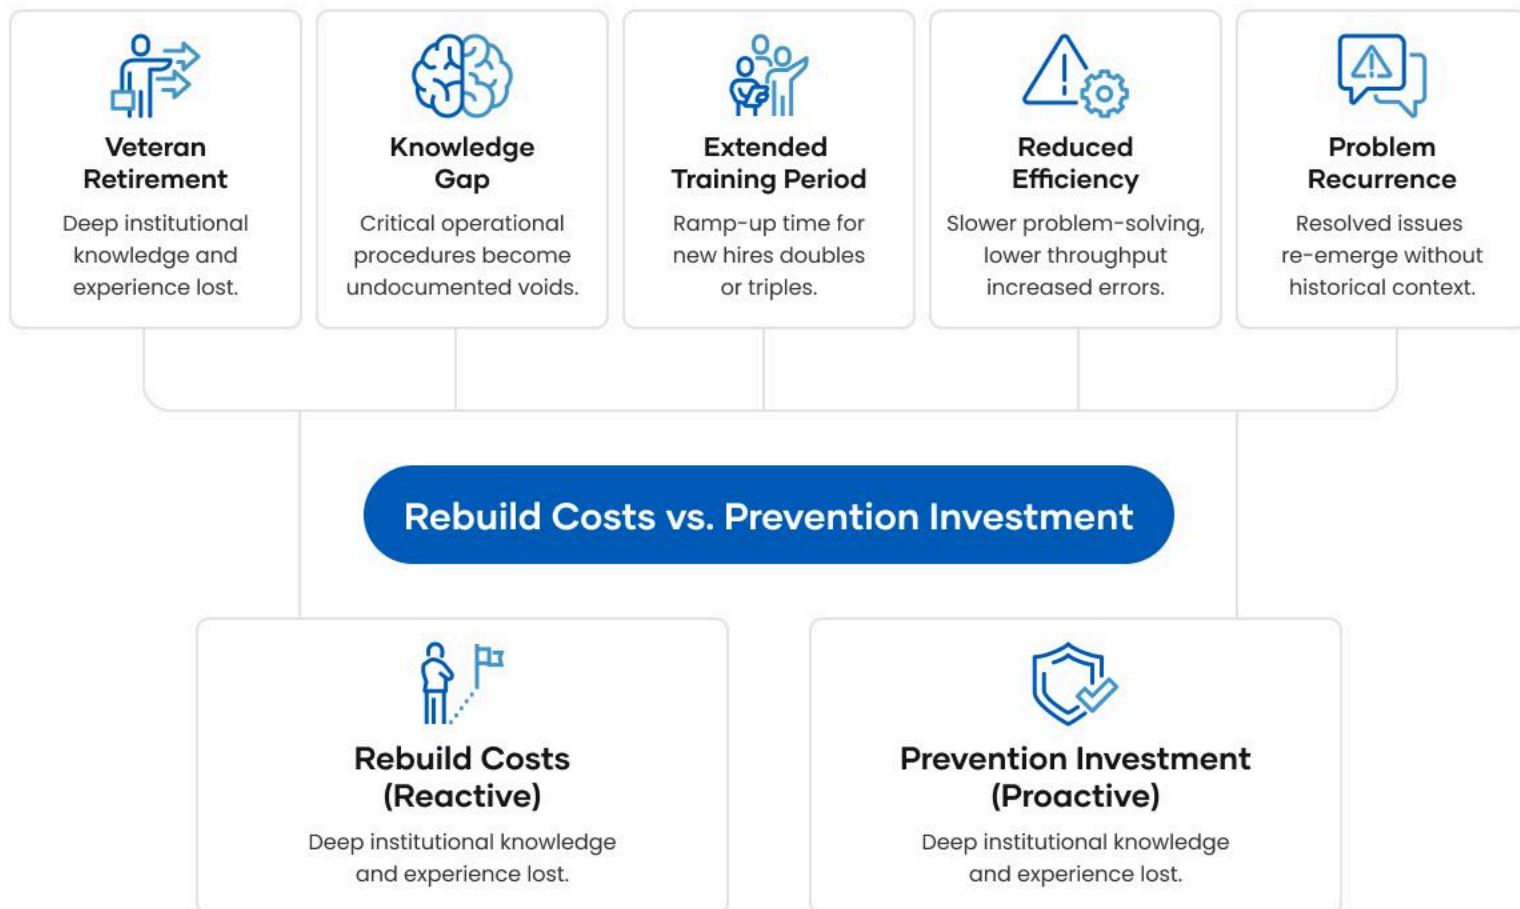 Veteran
Retirement
Deep institutional
knowledge and
experience lost.
Knowledge
Gap
Critical operational
procedures become
undocumented voids.
Extended
Training Period
Ramp-up time for
new hires doubles
or triples.
Reduced
Efficiency
Slower problem-solving,
lower throughput
increased errors.
Problem
Recurrence
Resolved issues
re-emerge without
historical context.
Rebuild Costs vs. Prevention Investment
Rebuild Costs
(Reactive)
Deep institutional knowledge
and experience lost.
Prevention Investment
(Proactive)
Deep institutional knowledge
and experience lost.